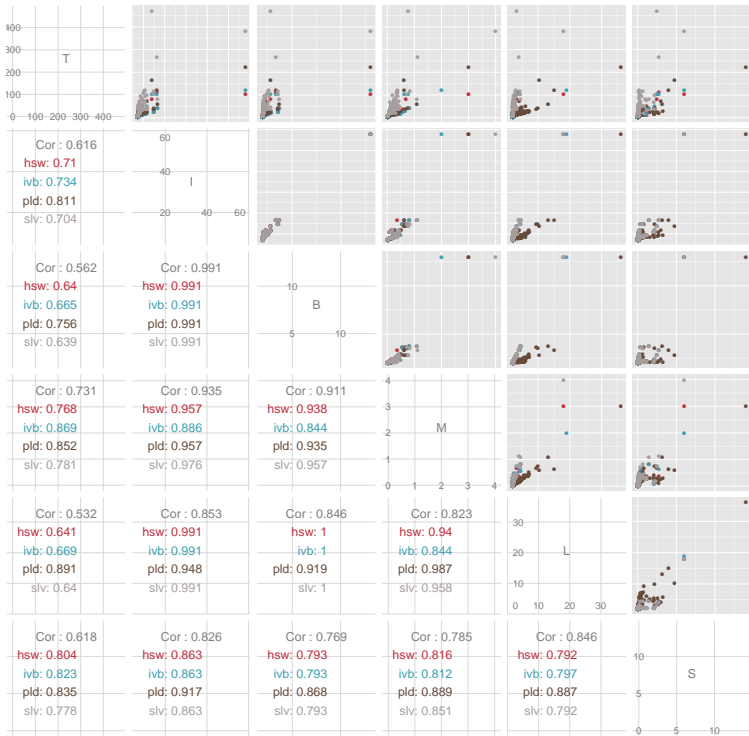 400
300
200
100
0 100 200 300 400
T
Cor : 0.616
hsw: 0.71
ivb: 0.734
pld: 0.811
slv: 0.704
60
40
20
20 40 60
I
Cor : 0.562
hsw: 0.64
ivb: 0.665
pld: 0.756
slv: 0.639
Cor : 0.991
hsw: 0.991
ivb: 0.991
pld: 0.991
slv: 0.991
10
B
5 10
Cor : 0.731
hsw: 0.768
ivb: 0.869
pld: 0.852
slv: 0.781
Cor : 0.935
hsw: 0.957
ivb: 0.886
pld: 0.957
slv: 0.976
Cor : 0.911
hsw: 0.938
ivb: 0.844
pld: 0.935
slv: 0.957
4
3
2
1
0 1 2 3 4
M
Cor : 0.532
hsw: 0.641
ivb: 0.669
pld: 0.891
slv: 0.64
Cor : 0.853
hsw: 0.991
ivb: 0.991
pld: 0.948
slv: 0.991
Cor : 0.846
hsw: 1
ivb: 1
pld: 0.919
slv: 1
Cor : 0.823
hsw: 0.94
ivb: 0.844
pld: 0.987
slv: 0.958
30
20
10
0 10 20 30
L
Cor : 0.618
hsw: 0.804
ivb: 0.823
pld: 0.835
slv: 0.778
Cor : 0.826
hsw: 0.863
ivb: 0.863
pld: 0.917
slv: 0.863
Cor : 0.769
hsw: 0.793
ivb: 0.793
pld: 0.868
slv: 0.793
Cor : 0.785
hsw: 0.816
ivb: 0.812
pld: 0.889
slv: 0.851
Cor : 0.846
hsw: 0.792
ivb: 0.797
pld: 0.887
slv: 0.792
10
5
0 5 10
S